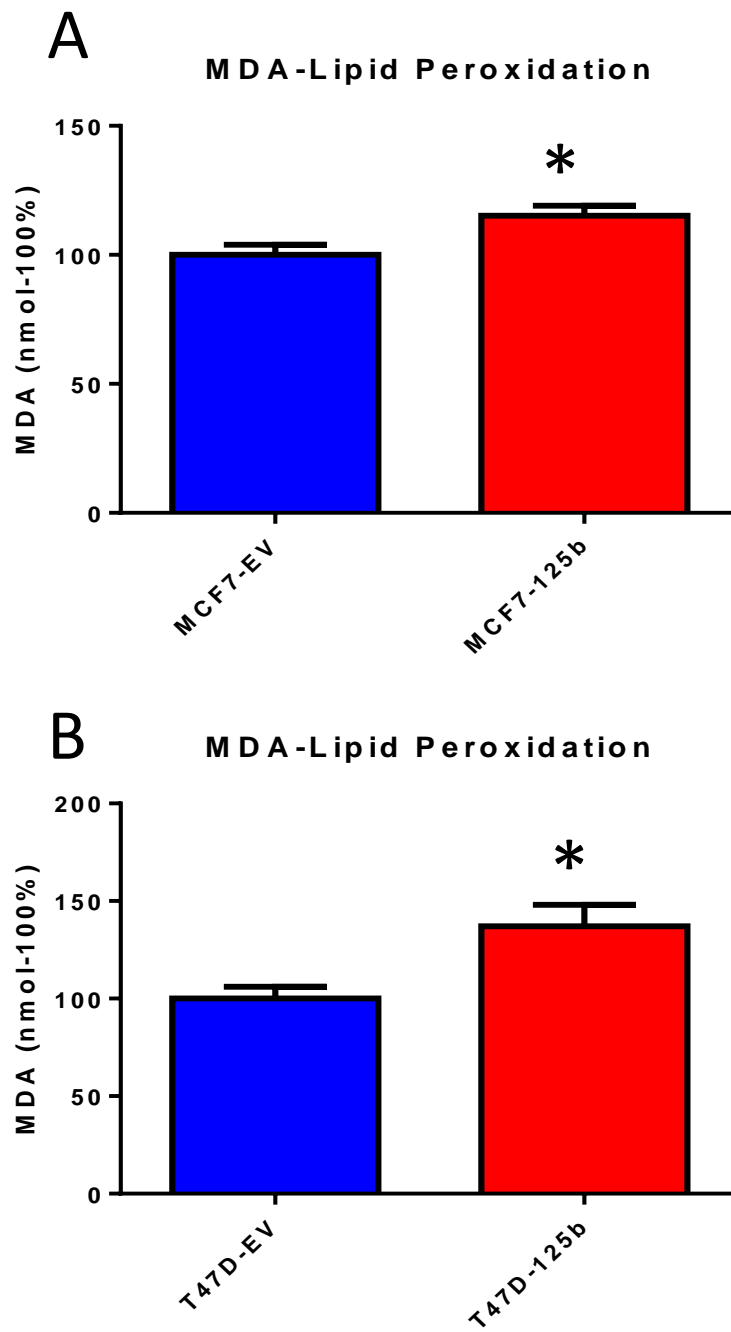 A
MDA-Lipid Peroxidation
MDA (nmol-100%)
150
100
50
0
*
MCF7-EV
MCF7-125b
B
MDA-Lipid Peroxidation
MDA (nmol-100%)
200
150
100
50
0
*
T47D-EV
T47D-125b